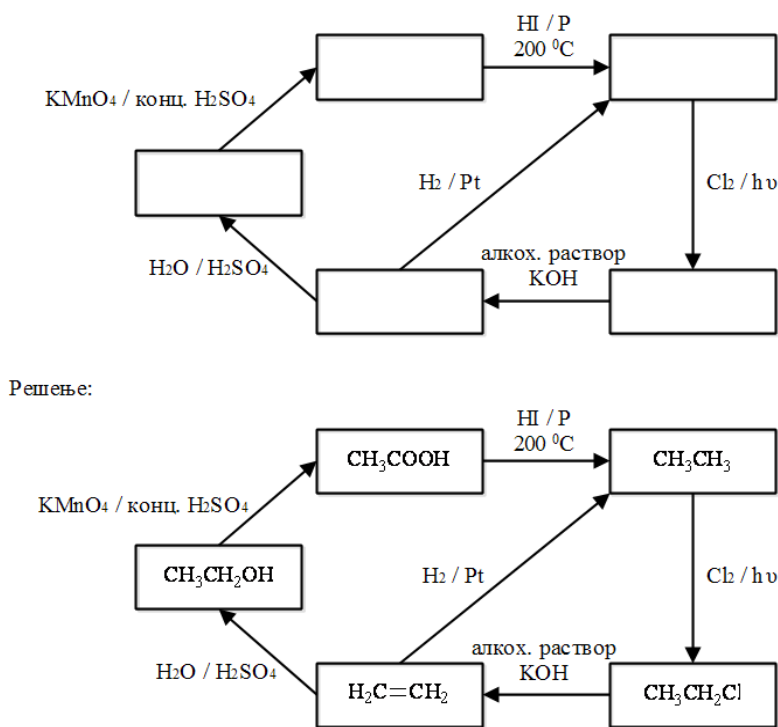 HI / P
200 ⁰C
KMnO₄ / конц. H₂SO₄
H₂ / Pt
Cl₂ / hυ
H₂O / H₂SO₄
алкох. раствор
KOH
Решење:
HI / P
200 ⁰C
CH₃COOH
CH₃CH₃
KMnO₄ / конц. H₂SO₄
CH₃CH₂OH
H₂ / Pt
Cl₂ / hυ
H₂O / H₂SO₄
алкох. раствор
KOH
H₂C=CH₂
CH₃CH₂Cl